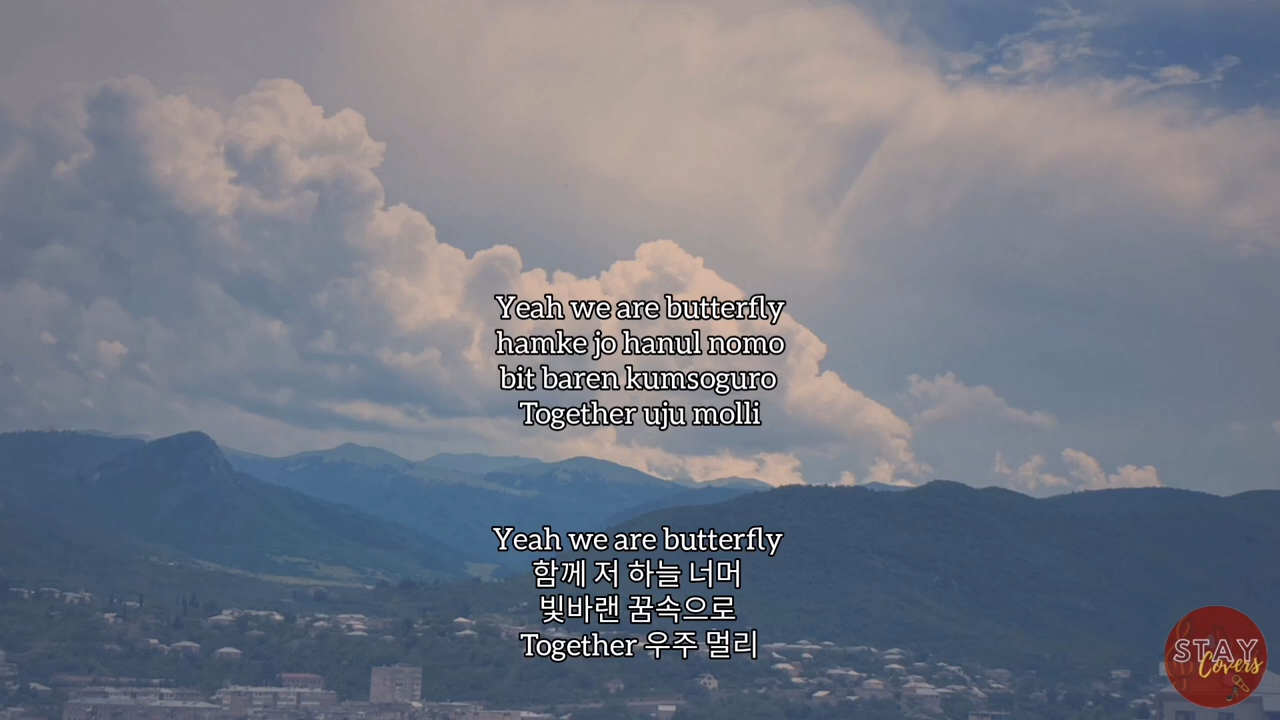 Yeah we are butterfly
hamke jo hanul nomo
bit baren kumsoguro
Together uju molli
Yeah we are butterfly
함께 저 하늘 너머
빛바랜 꿈속으로
Together 우주 멀리
STAY
Covers